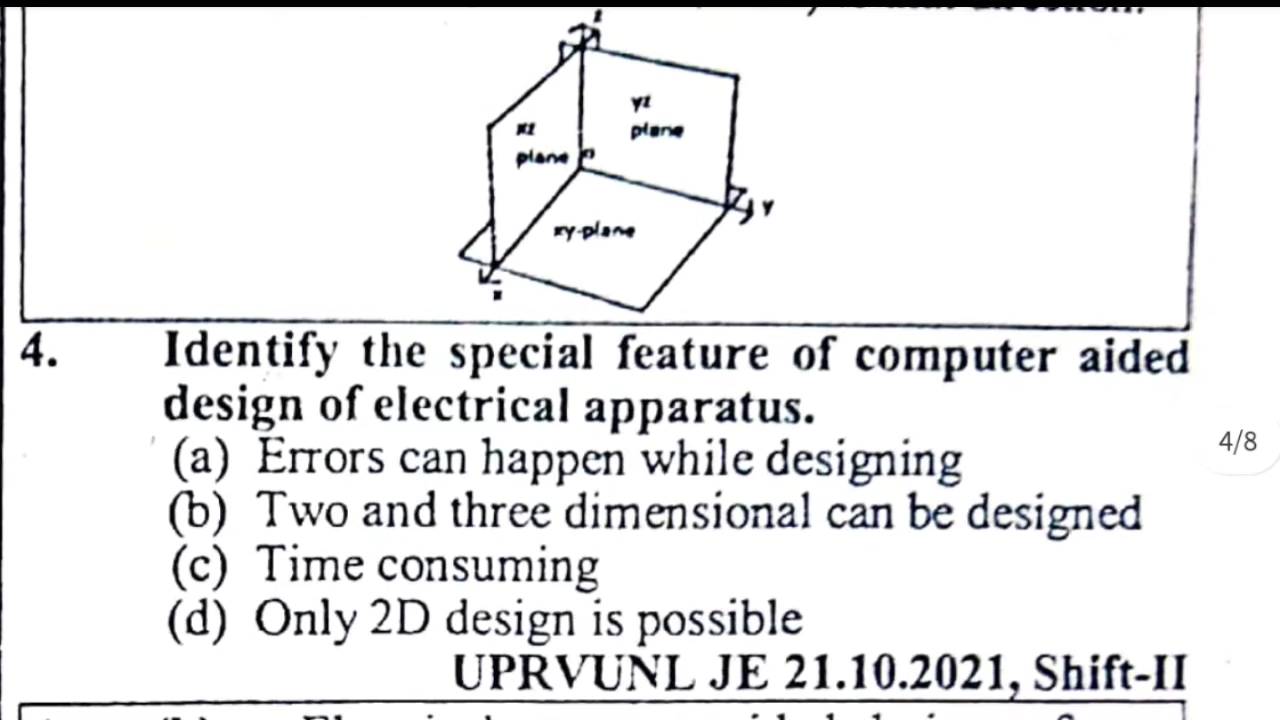 z
yz
plane
xz
plane
Y
xy-plane
x
4. Identify the special feature of computer aided
design of electrical apparatus.
(a) Errors can happen while designing
(b) Two and three dimensional can be designed
(c) Time consuming
(d) Only 2D design is possible
UPRVUNL JE 21.10.2021, Shift-II
4/8